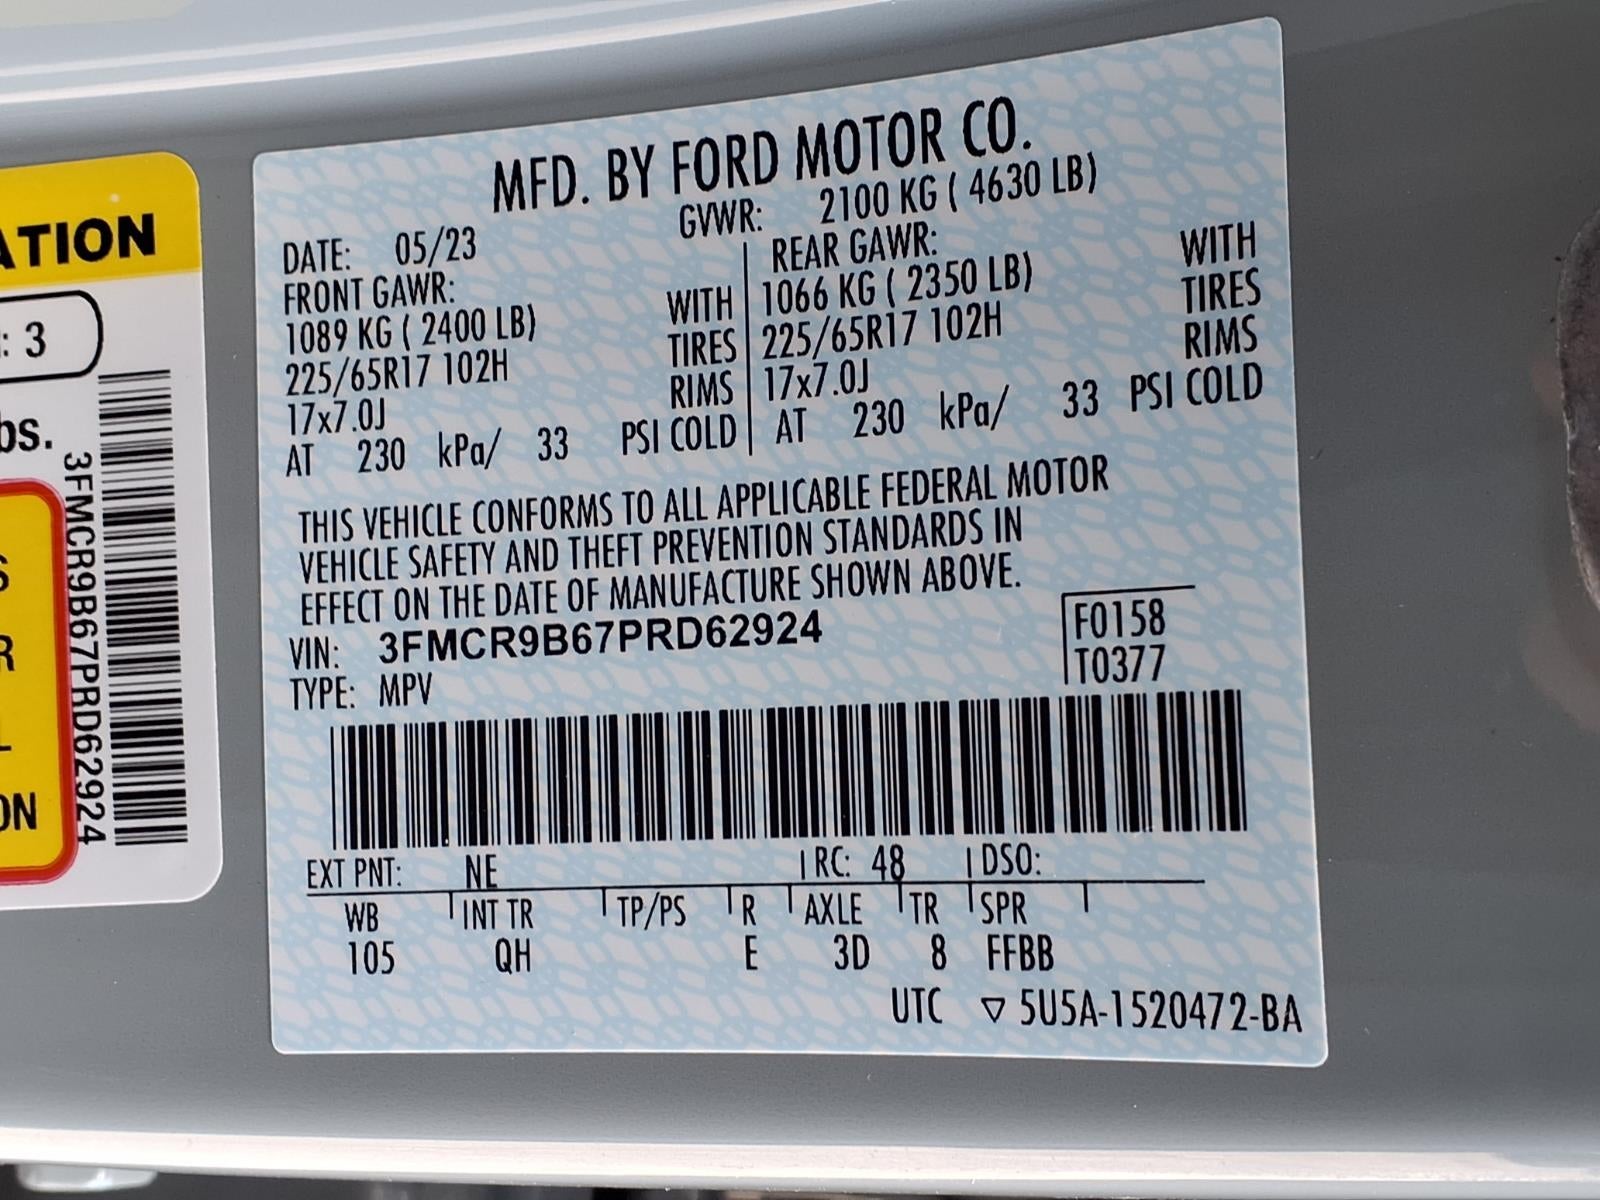 ATION
: 3
bs.
S
R
L
ON
3FMCR9B67PRD62924
MFD. BY FORD MOTOR CO.
DATE: 05/23 GVWR: 2100 KG ( 4630 LB)
FRONT GAWR: REAR GAWR:
1089 KG ( 2400 LB) WITH 1066 KG ( 2350 LB) WITH
225/65R17 102H TIRES 225/65R17 102H TIRES
17x7.0J RIMS 17x7.0J RIMS
AT 230 kPa/ 33 PSI COLD AT 230 kPa/ 33 PSI COLD
THIS VEHICLE CONFORMS TO ALL APPLICABLE FEDERAL MOTOR
VEHICLE SAFETY AND THEFT PREVENTION STANDARDS IN
EFFECT ON THE DATE OF MANUFACTURE SHOWN ABOVE.
VIN: 3FMCR9B67PRD62924 F0158
TYPE: MPV T0377
EXT PNT: NE RC: 48 DSO:
WB INT TR TP/PS R AXLE TR SPR
105 QH E 3D 8 FFBB
UTC ▽ 5U5A-1520472-BA